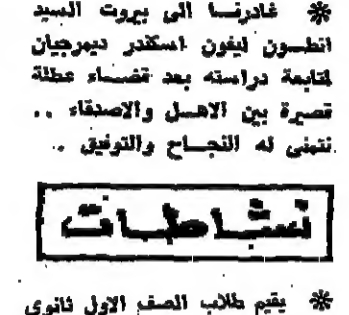 ❊ غادرنا الى بيروت السيد
انطون ليفون اسكندر ديمرجيان
لمتابعة دراسته بعد قضاء عطلة
قصيرة بين الاهل والاصدقاء ..
نتمنى له النجاح والتوفيق ..
نشاطات
❊ يقيم طلاب الصف الاول ثانوي